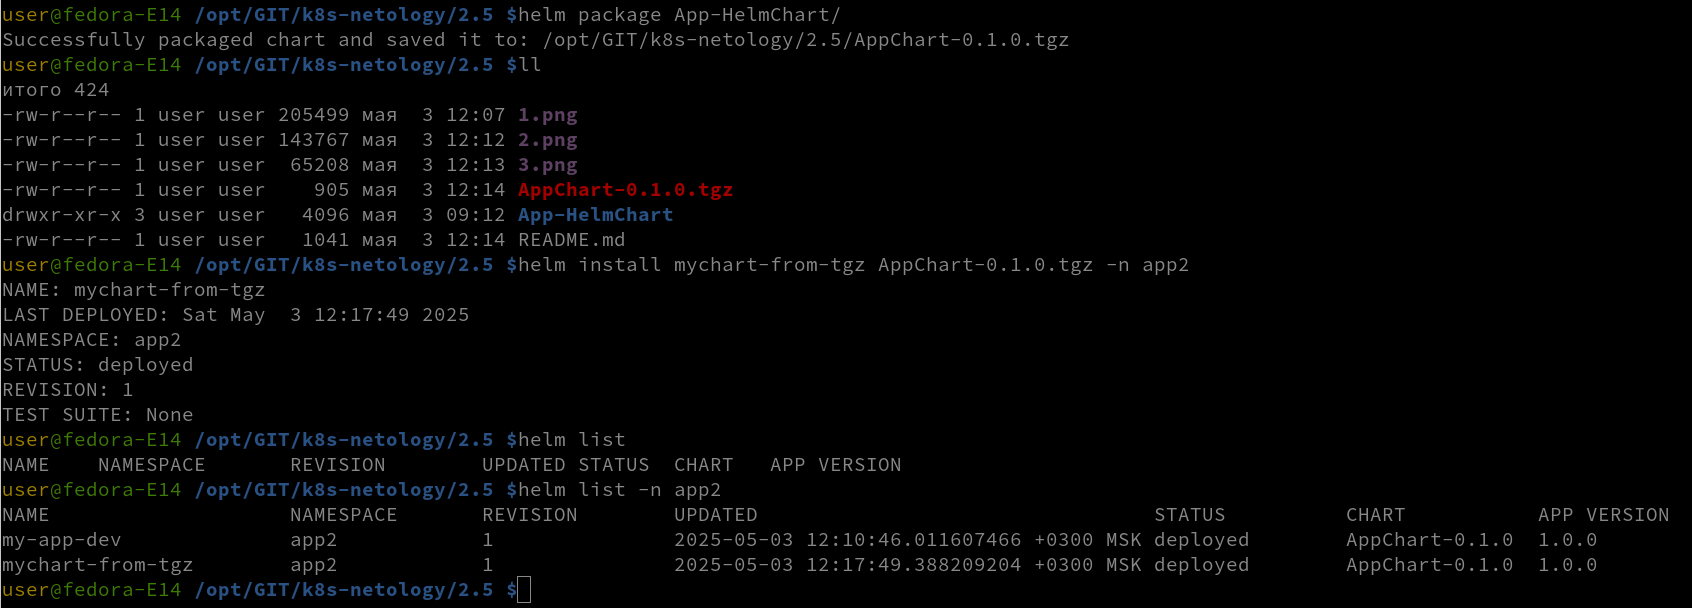 user@fedora-E14 /opt/GIT/k8s-netology/2.5 $helm package App-HelmChart/
Successfully packaged chart and saved it to: /opt/GIT/k8s-netology/2.5/AppChart-0.1.0.tgz
user@fedora-E14 /opt/GIT/k8s-netology/2.5 $ll
итого 424
-rw-r--r-- 1 user user 205499 мая  3 12:07 1.png
-rw-r--r-- 1 user user 143767 мая  3 12:12 2.png
-rw-r--r-- 1 user user  65208 мая  3 12:13 3.png
-rw-r--r-- 1 user user    905 мая  3 12:14 AppChart-0.1.0.tgz
drwxr-xr-x 3 user user   4096 мая  3 09:12 App-HelmChart
-rw-r--r-- 1 user user   1041 мая  3 12:14 README.md
user@fedora-E14 /opt/GIT/k8s-netology/2.5 $helm install mychart-from-tgz AppChart-0.1.0.tgz -n app2
NAME: mychart-from-tgz
LAST DEPLOYED: Sat May  3 12:17:49 2025
NAMESPACE: app2
STATUS: deployed
REVISION: 1
TEST SUITE: None
user@fedora-E14 /opt/GIT/k8s-netology/2.5 $helm list
NAME    NAMESPACE       REVISION        UPDATED STATUS  CHART   APP VERSION
user@fedora-E14 /opt/GIT/k8s-netology/2.5 $helm list -n app2
NAME                    NAMESPACE       REVISION        UPDATED                                 STATUS          CHART           APP VERSION
my-app-dev              app2            1               2025-05-03 12:10:46.011607466 +0300 MSK deployed        AppChart-0.1.0  1.0.0
mychart-from-tgz        app2            1               2025-05-03 12:17:49.388209204 +0300 MSK deployed        AppChart-0.1.0  1.0.0
user@fedora-E14 /opt/GIT/k8s-netology/2.5 $